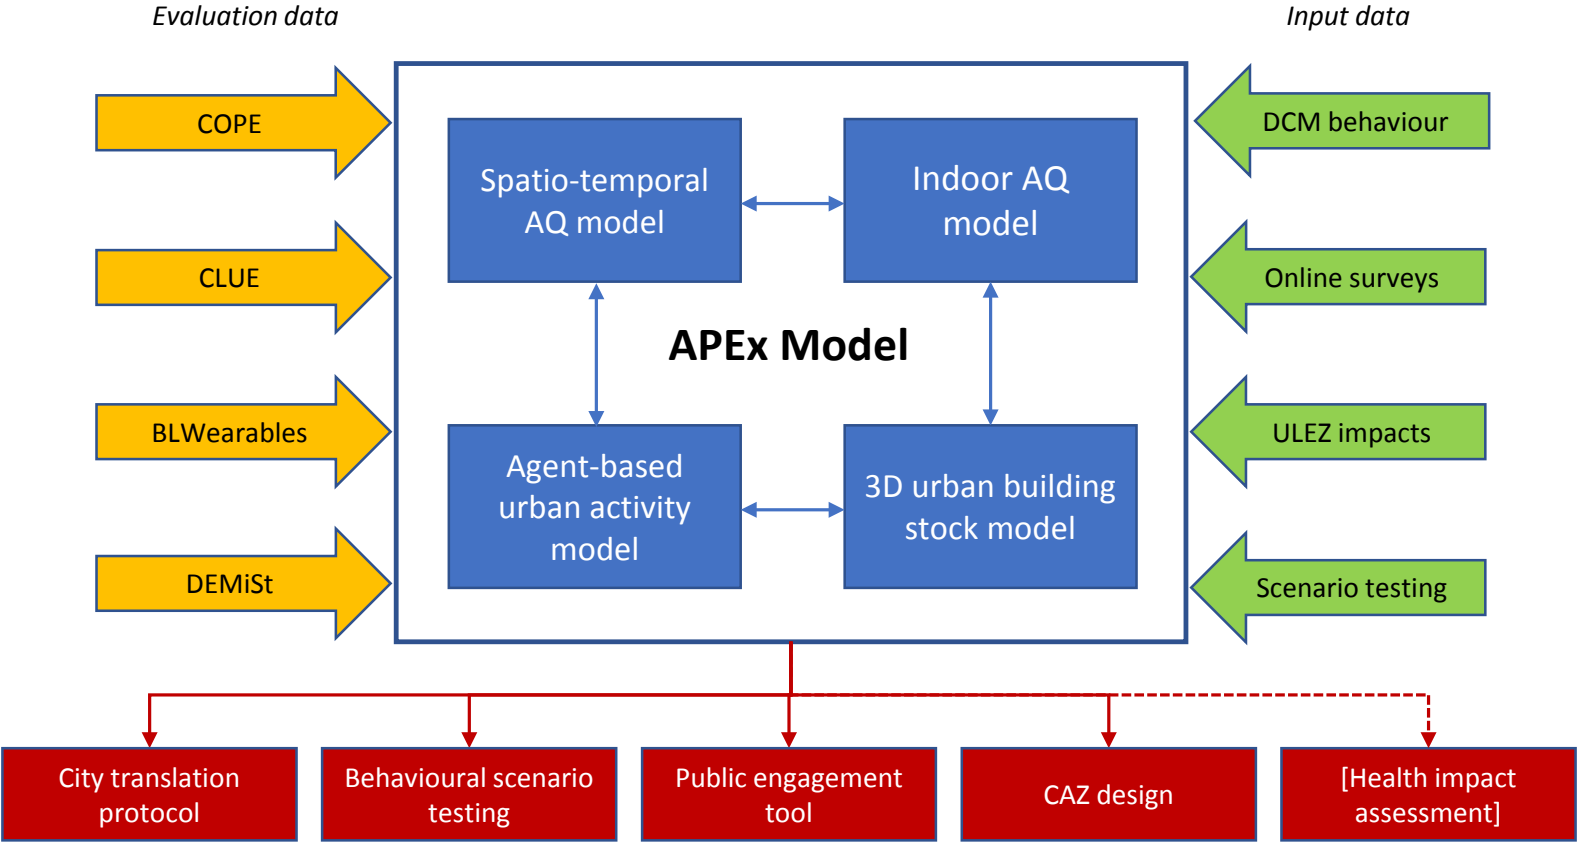 Evaluation data
Input data
COPE
CLUE
BLWearables
DEMiSt
Spatio-temporal
AQ model
Indoor AQ
model
APEx Model
Agent-based
urban activity
model
3D urban building
stock model
DCM behaviour
Online surveys
ULEZ impacts
Scenario testing
City translation
protocol
Behavioural scenario
testing
Public engagement
tool
CAZ design
[Health impact
assessment]